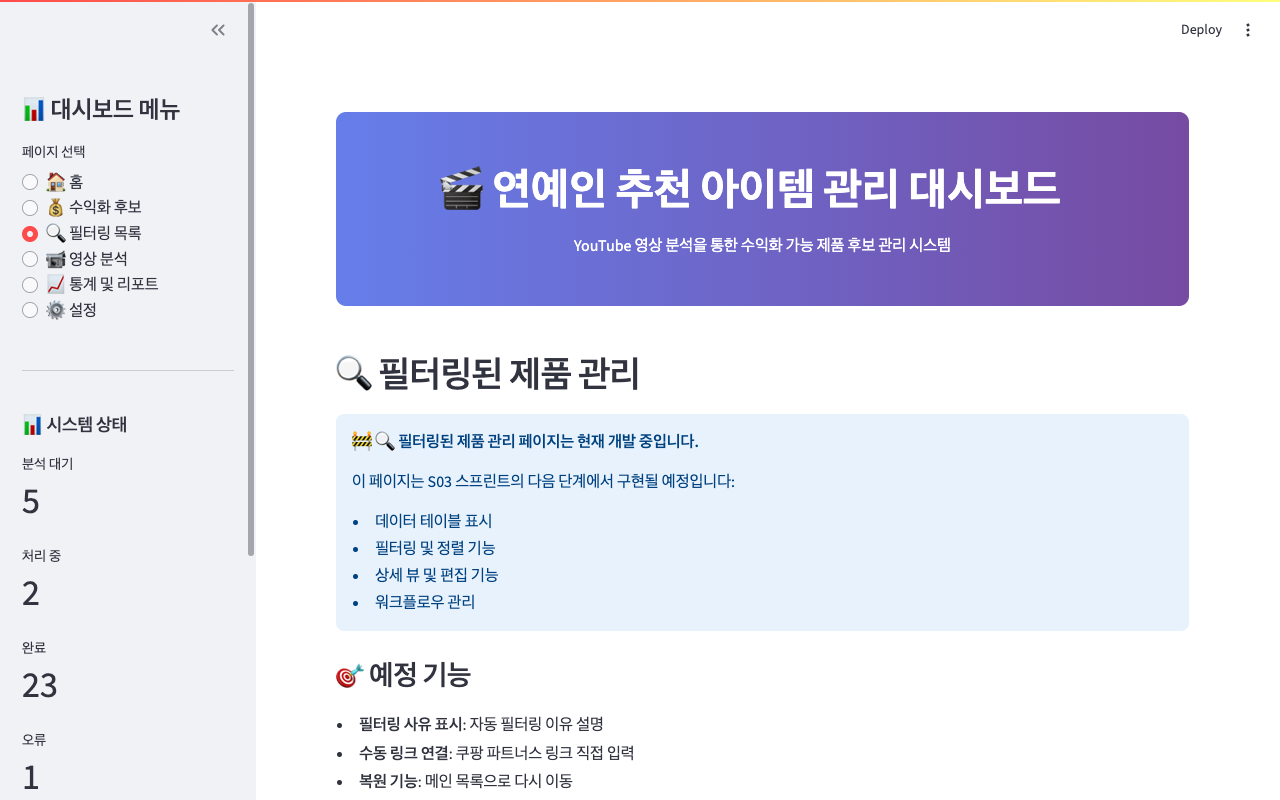 Deploy
📊 대시보드 메뉴
페이지 선택
🏠 홈
💰 수익화 후보
🔍 필터링 목록
📹 영상 분석
📈 통계 및 리포트
⚙️ 설정
📊 시스템 상태
분석 대기
5
처리 중
2
완료
23
오류
1
🎬 연예인 추천 아이템 관리 대시보드
YouTube 영상 분석을 통한 수익화 가능 제품 후보 관리 시스템
🔍 필터링된 제품 관리
🚧 🔍 필터링된 제품 관리 페이지는 현재 개발 중입니다.
이 페이지는 S03 스프린트의 다음 단계에서 구현될 예정입니다:
• 데이터 테이블 표시
• 필터링 및 정렬 기능
• 상세 뷰 및 편집 기능
• 워크플로우 관리
🎯 예정 기능
• 필터링 사유 표시: 자동 필터링 이유 설명
• 수동 링크 연결: 쿠팡 파트너스 링크 직접 입력
• 복원 기능: 메인 목록으로 다시 이동